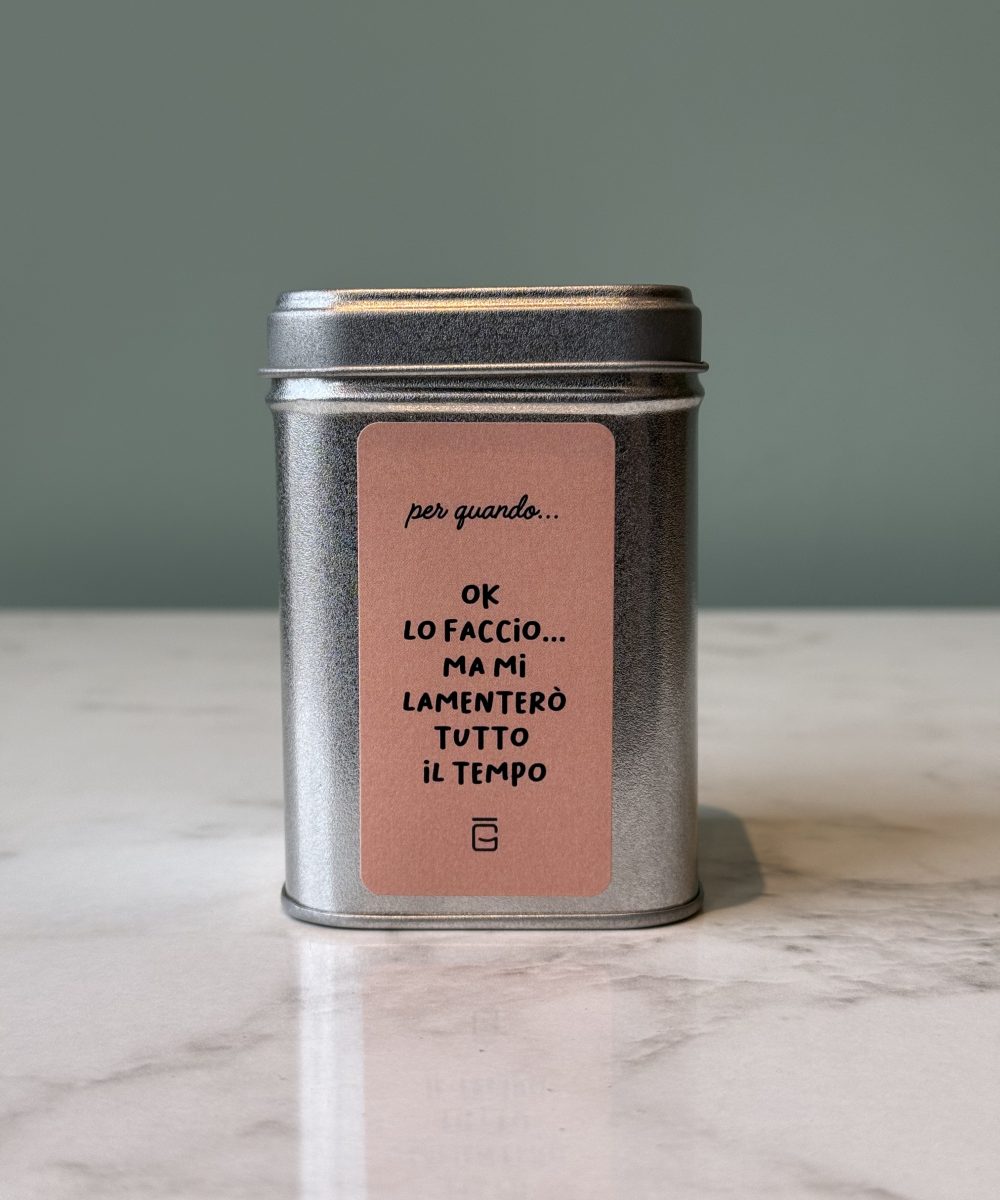 per quando...
OK
LO FACCiO...
MA Mi
LAMENTERÒ
TUTTO
iL TEMPO